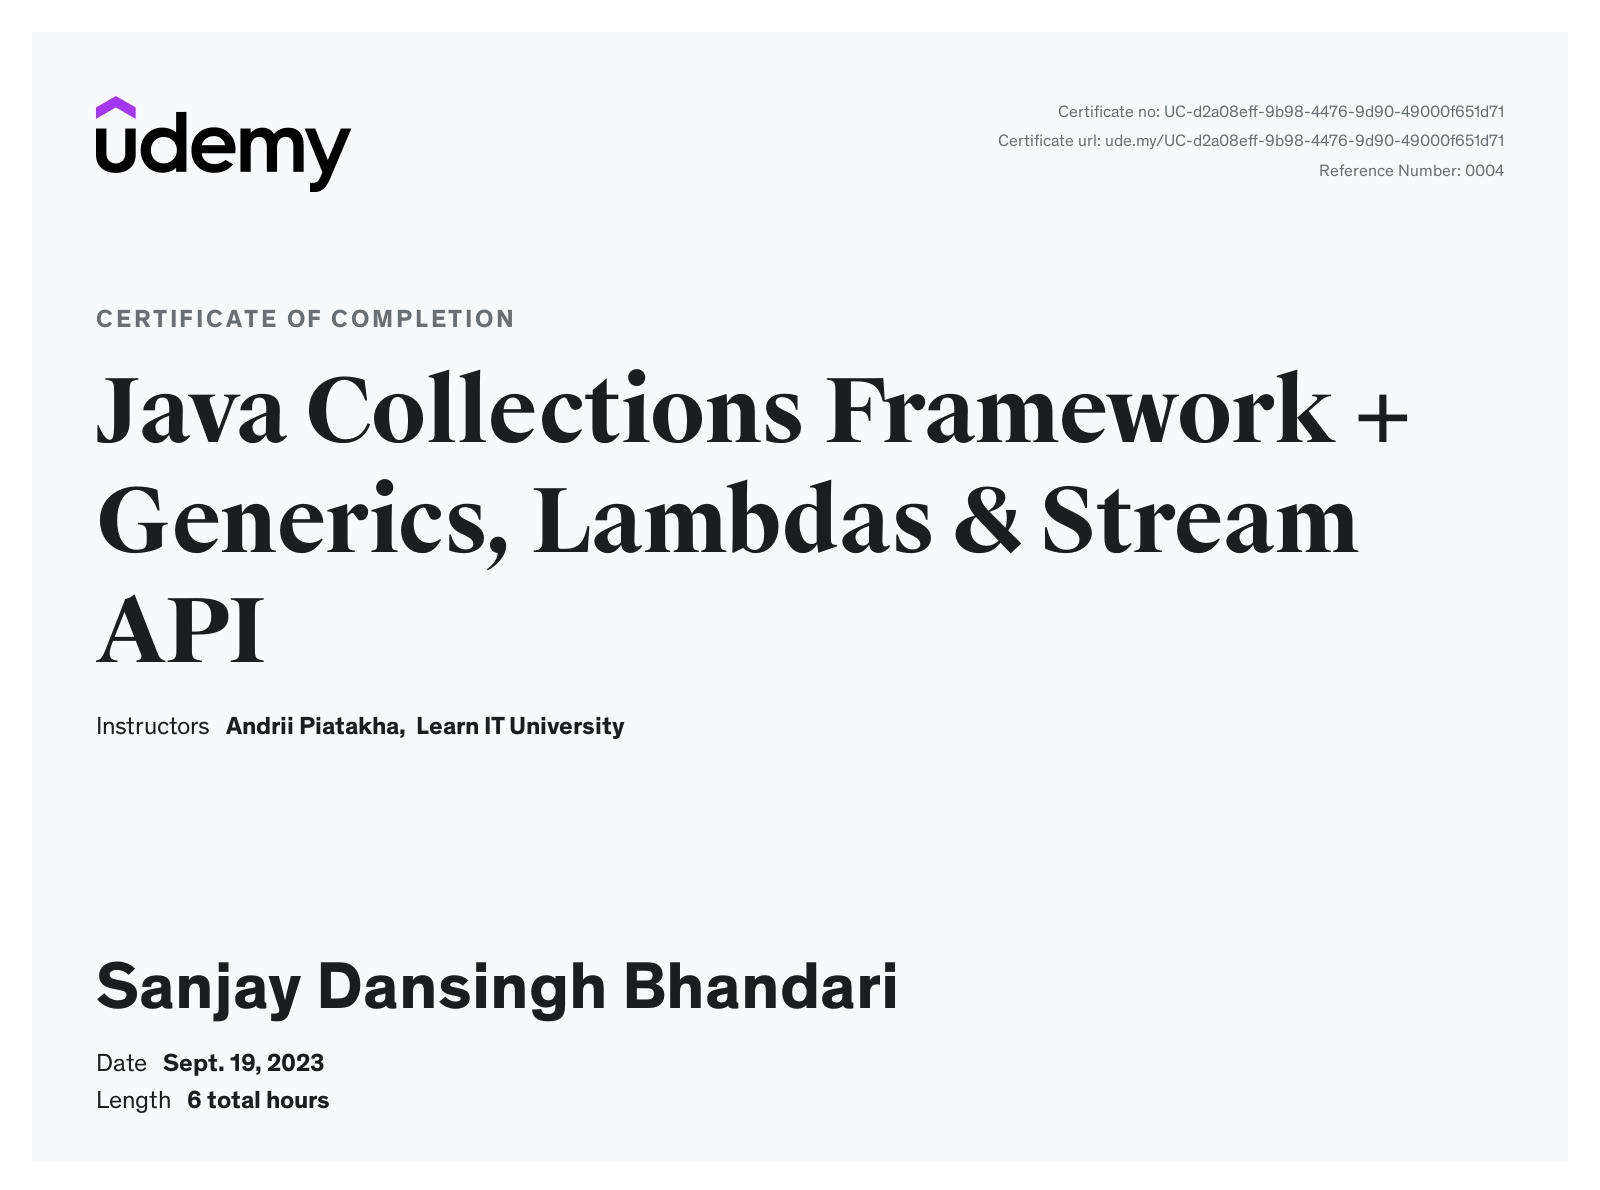 udemy
Certificate no: UC-d2a08eff-9b98-4476-9d90-49000f651d71
Certificate url: ude.my/UC-d2a08eff-9b98-4476-9d90-49000f651d71
Reference Number: 0004
CERTIFICATE OF COMPLETION
Java Collections Framework +
Generics, Lambdas & Stream
API
Instructors Andrii Piatakha, Learn IT University
Sanjay Dansingh Bhandari
Date Sept. 19, 2023
Length 6 total hours